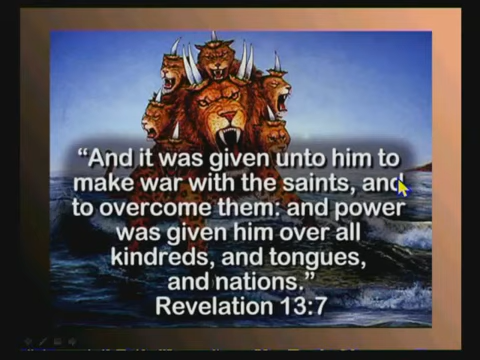 “And it was given unto him to
make war with the saints, and
to overcome them: and power
was given him over all
kindreds, and tongues,
and nations.”
Revelation 13:7